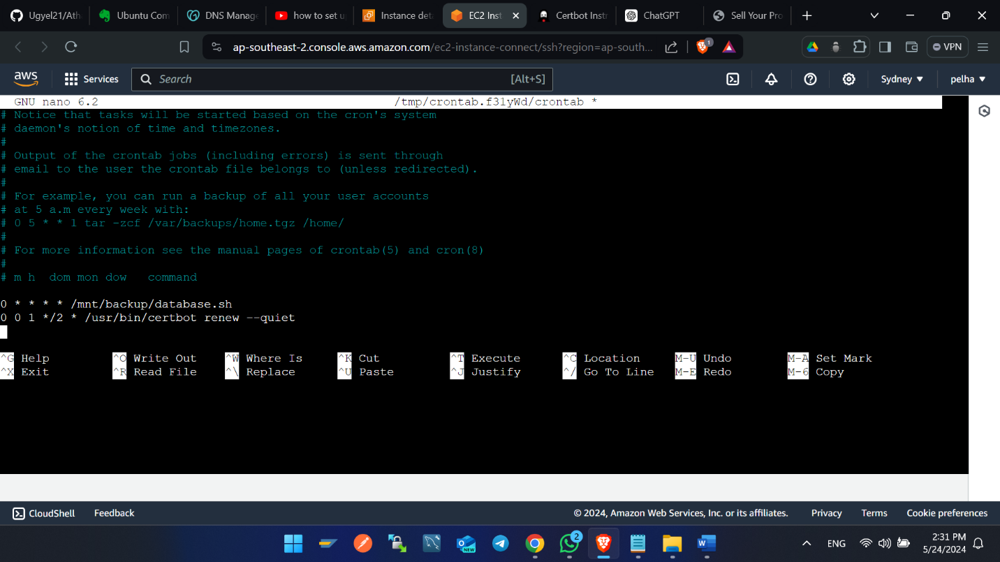 Ugyel21/Ath
Ubuntu Com
DNS Manage
how to set u
Instance deta
EC2 Inst
Certbot Instr
ChatGPT
Sell Your Pro
ap-southeast-2.console.aws.amazon.com/ec2-instance-connect/ssh?region=ap-south...
1
VPN
aws
Services
Search
[Alt+S]
Sydney
pelha
GNU nano 6.2 /tmp/crontab.f31yWd/crontab *
# Notice that tasks will be started based on the cron's system
# daemon's notion of time and timezones.
#
# Output of the crontab jobs (including errors) is sent through
# email to the user the crontab file belongs to (unless redirected).
#
# For example, you can run a backup of all your user accounts
# at 5 a.m every week with:
# 0 5 * * 1 tar -zcf /var/backups/home.tgz /home/
#
# For more information see the manual pages of crontab(5) and cron(8)
#
# m h  dom mon dow   command
0 * * * * /mnt/backup/database.sh
0 0 1 */2 * /usr/bin/certbot renew --quiet
^G Help ^O Write Out ^W Where Is ^K Cut ^T Execute ^C Location M-U Undo M-A Set Mark
^X Exit ^R Read File ^\ Replace ^U Paste ^J Justify ^/ Go To Line M-E Redo M-6 Copy
CloudShell
Feedback
© 2024, Amazon Web Services, Inc. or its affiliates.
Privacy
Terms
Cookie preferences
NEW
2
W
ENG
2:31 PM
5/24/2024